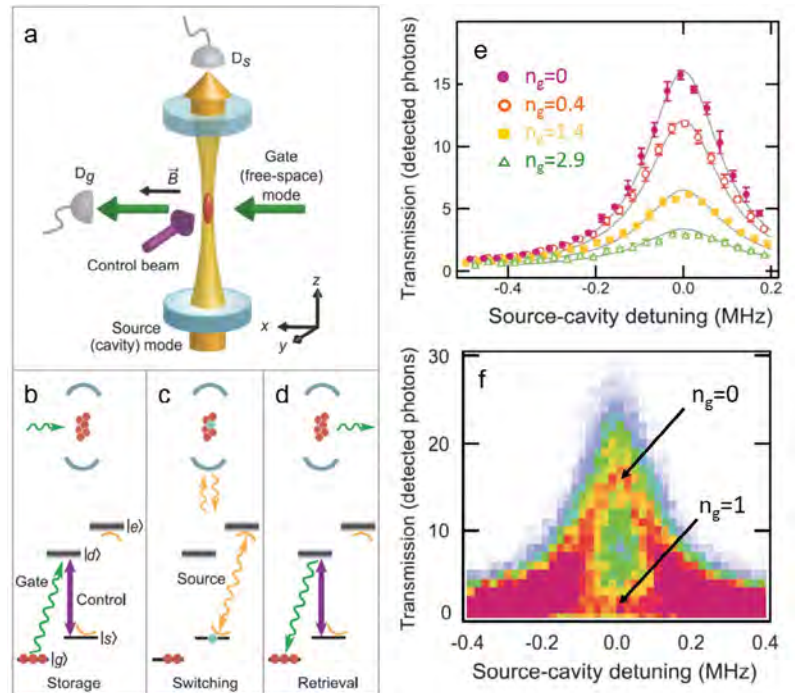 a
D_s
D_g
B⃗
Gate
(free-space)
mode
Control beam
z
x
y
Source
(cavity) mode
b
|e⟩
|d⟩
Gate
Control
|s⟩
|g⟩
Storage
c
Source
Switching
d
Retrieval
e
n_g=0
n_g=0.4
n_g=1.4
n_g=2.9
Transmission (detected photons)
15
10
5
0
-0.4
-0.2
0.0
0.2
Source-cavity detuning (MHz)
f
n_g=0
n_g=1
Transmission (detected photons)
30
20
10
0
-0.4
-0.2
0.0
0.2
0.4
Source-cavity detuning (MHz)